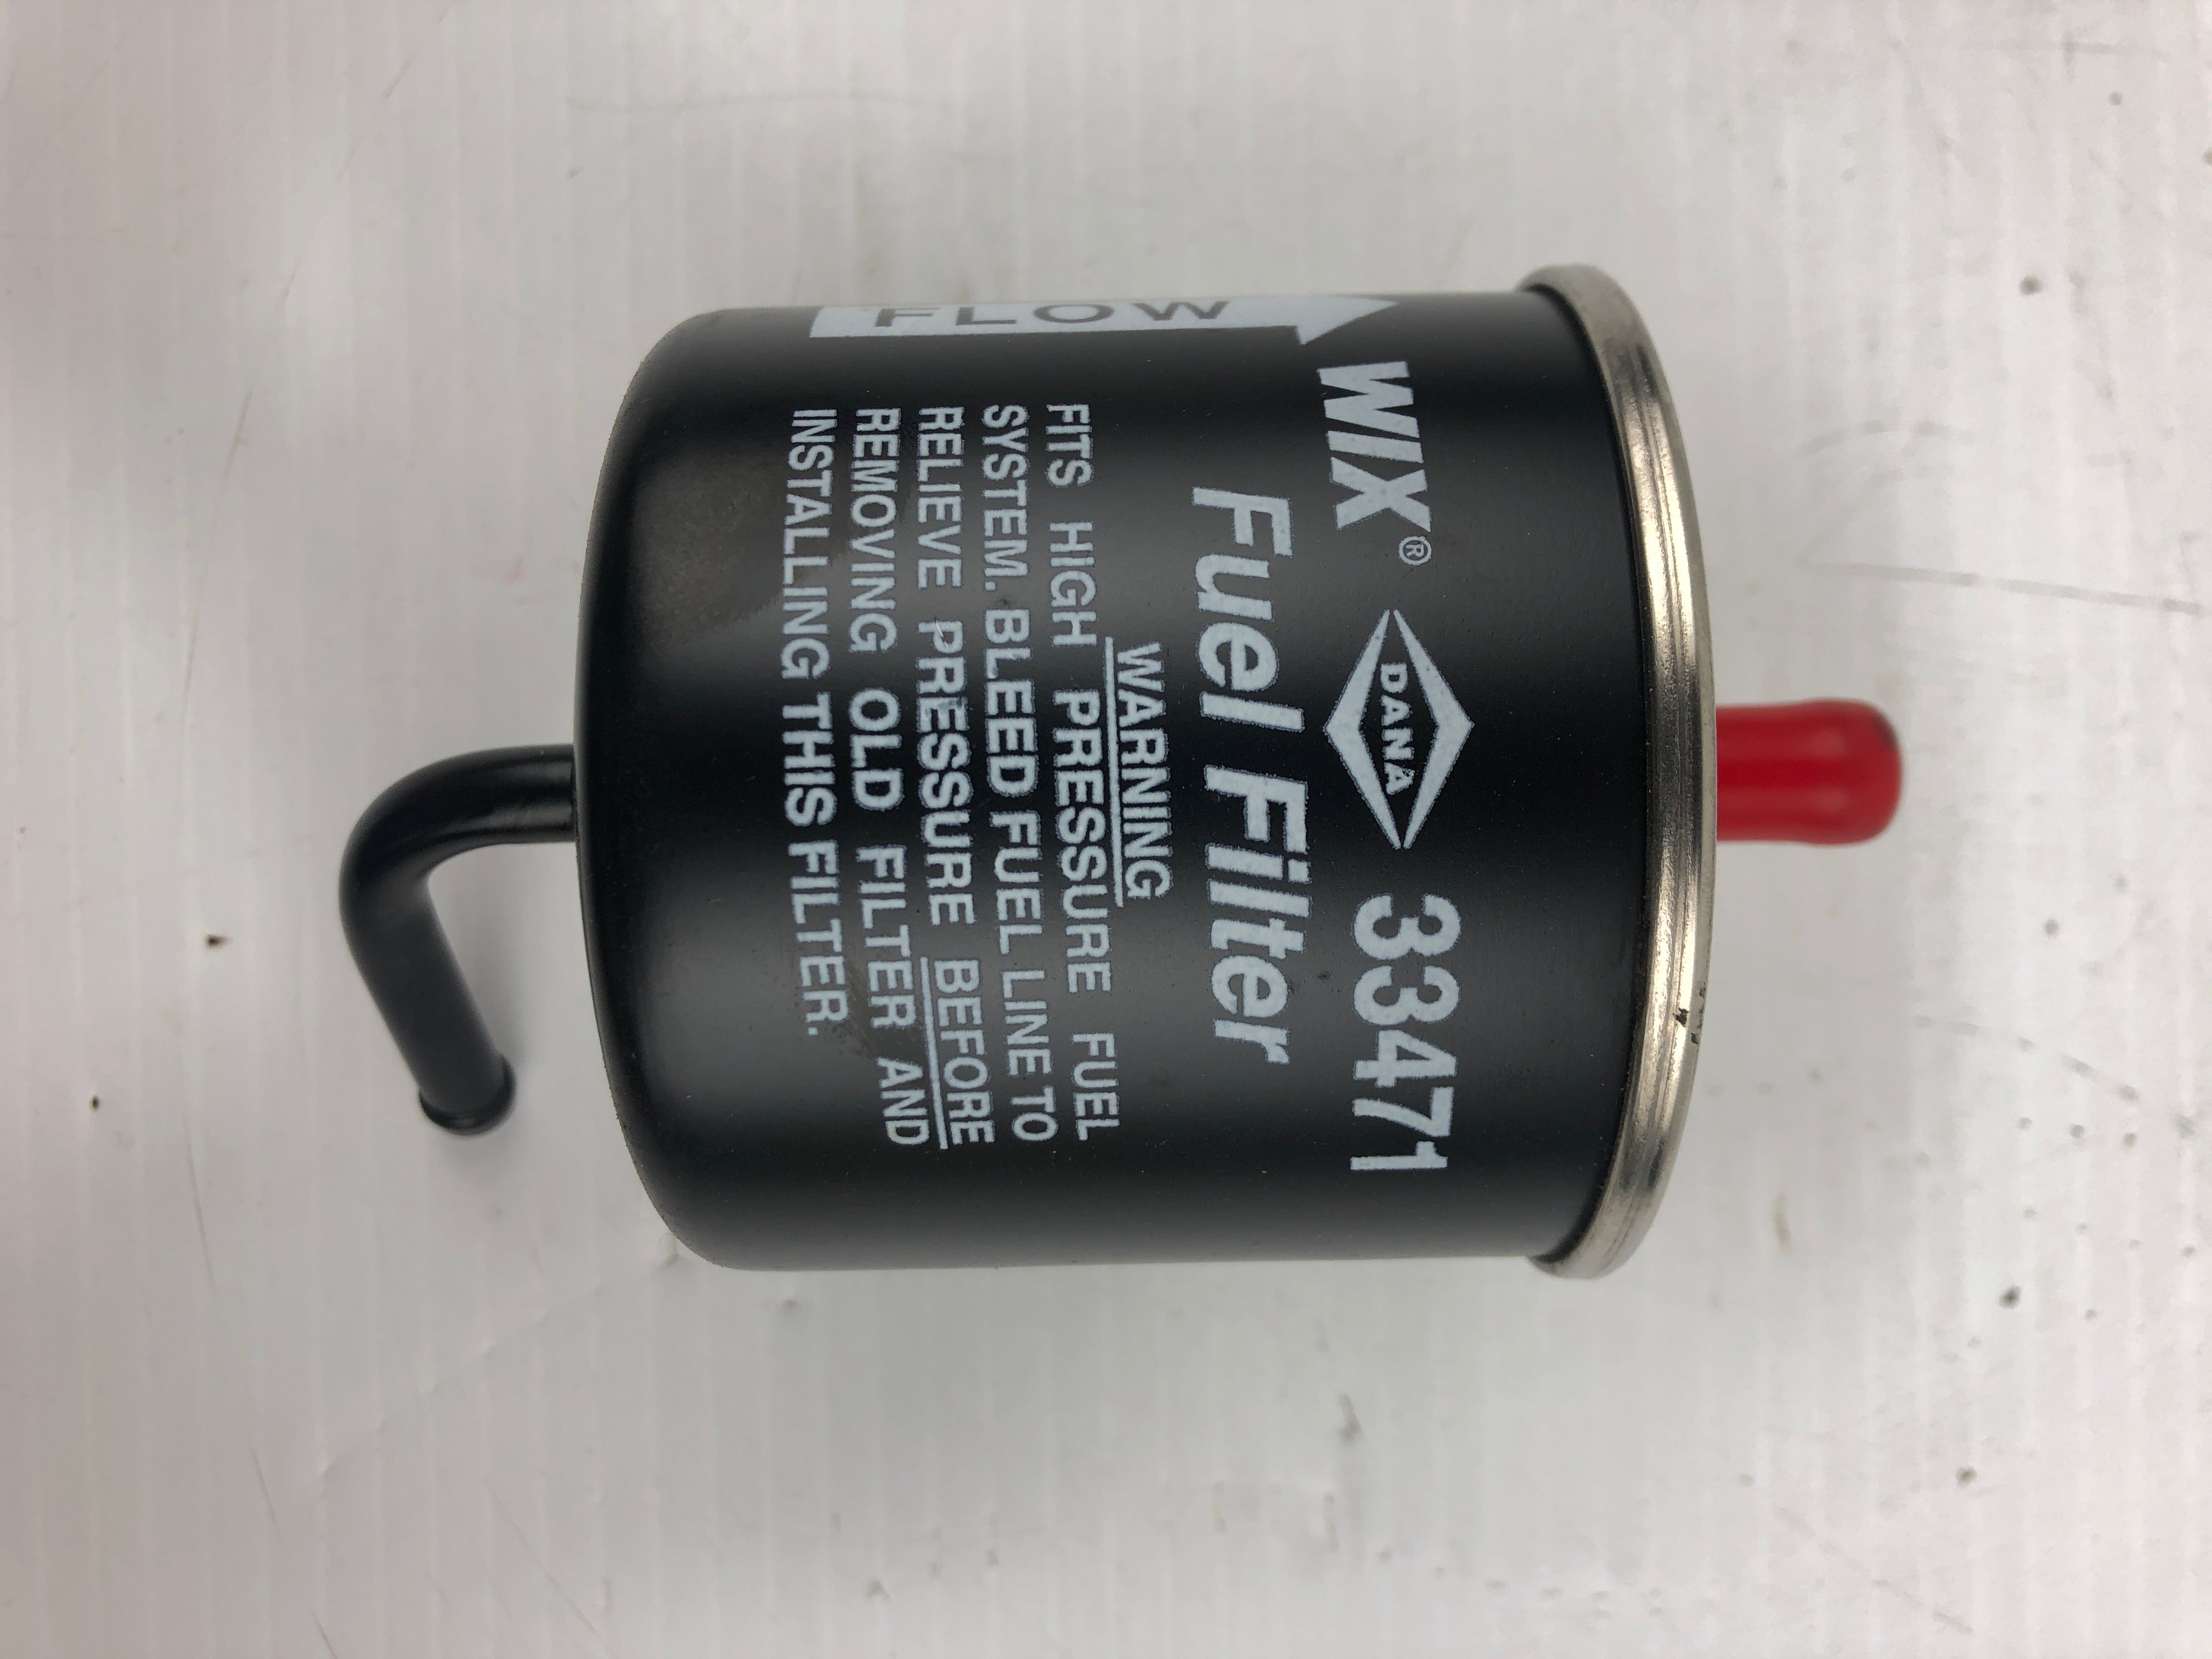 FLOW
WIX® DANA 33471
Fuel Filter
WARNING
FITS HIGH PRESSURE FUEL
SYSTEM. BLEED FUEL LINE TO
RELIEVE PRESSURE BEFORE
REMOVING OLD FILTER AND
INSTALLING THIS FILTER.